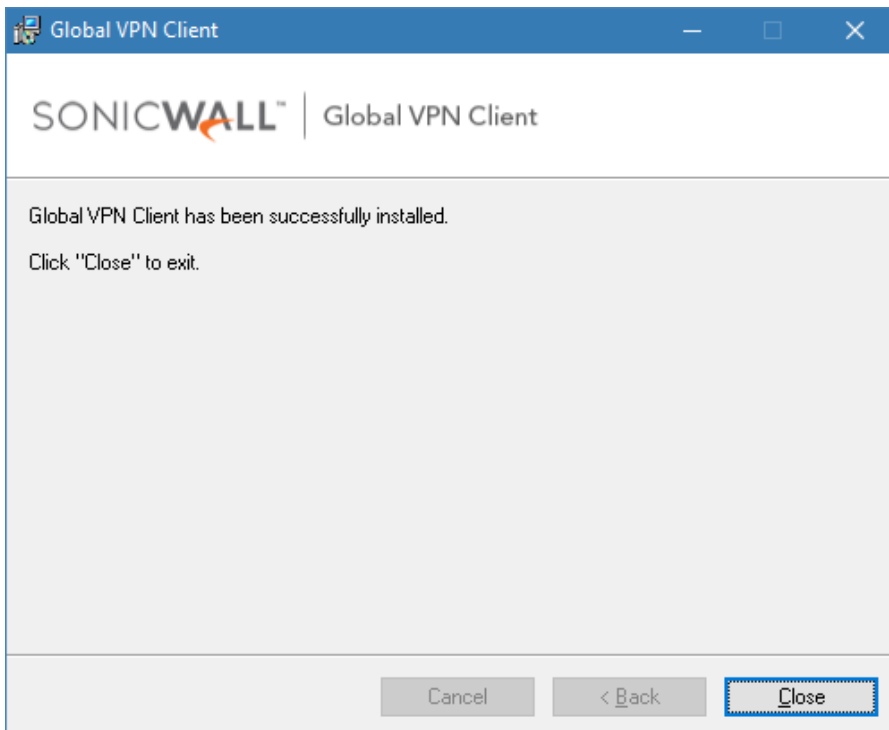 Global VPN Client
SONICWALL™ | Global VPN Client
Global VPN Client has been successfully installed.
Click "Close" to exit.
Cancel < Back Close